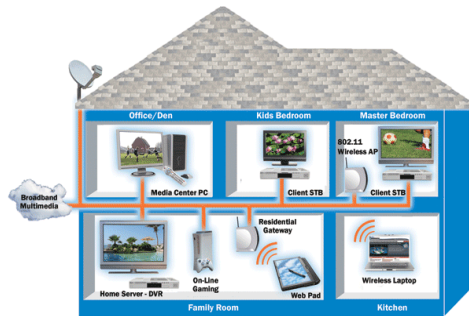 Office/Den
Kids Bedroom
Master Bedroom
802.11
Wireless AP
Media Center PC
Client STB
Client STB
Broadband
Multimedia
Residential
Gateway
Home Server - DVR
On-Line
Gaming
Web Pad
Wireless Laptop
Family Room
Kitchen